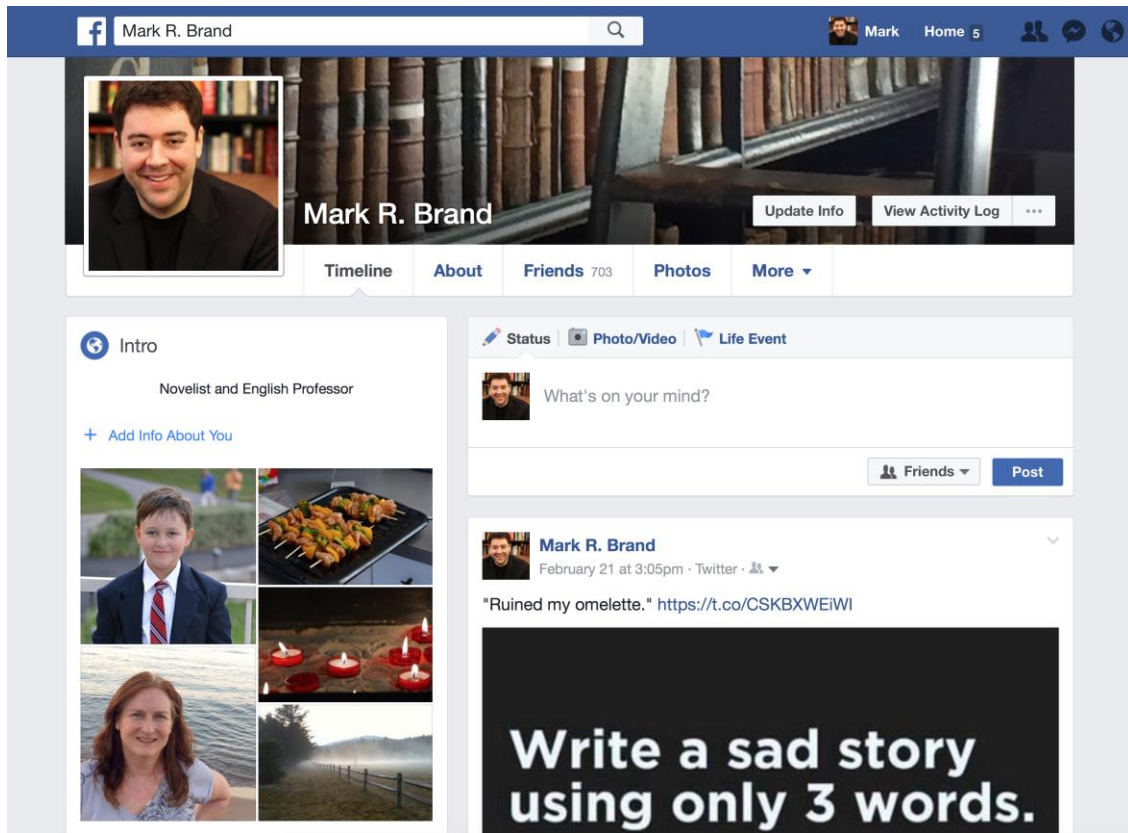 f Mark R. Brand Mark Home 5
Mark R. Brand
Update Info View Activity Log ...
Timeline About Friends 703 Photos More
Intro
Novelist and English Professor
+ Add Info About You
Status Photo/Video Life Event
What's on your mind?
Friends Post
Mark R. Brand
February 21 at 3:05pm · Twitter ·
"Ruined my omelette." https://t.co/CSKBXWEiWI
Write a sad story
using only 3 words.